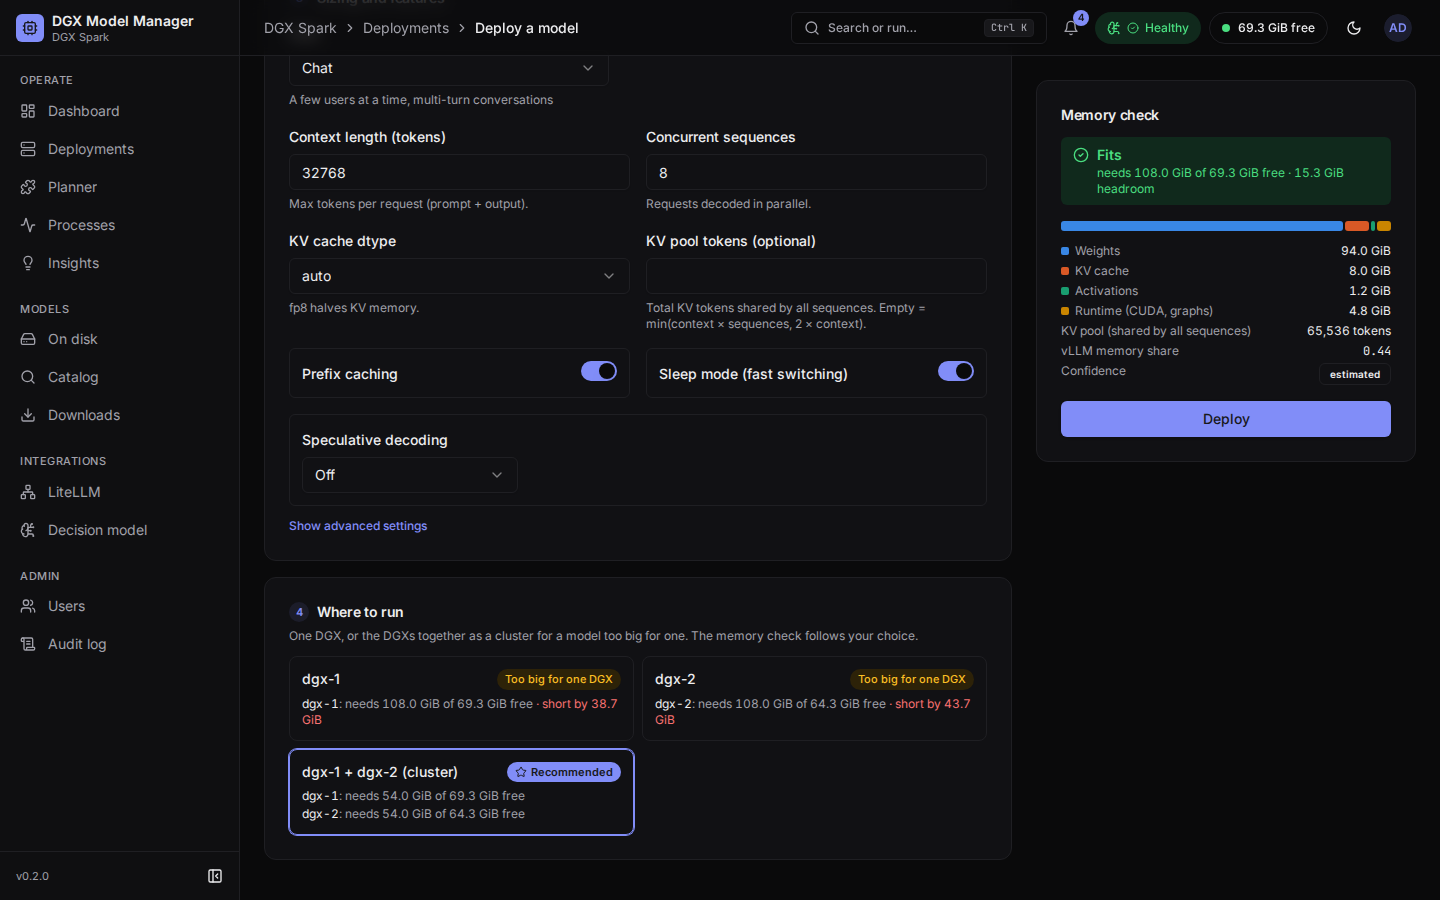 DGX Model Manager
DGX Spark
OPERATE
Dashboard
Deployments
Planner
Processes
Insights
MODELS
On disk
Catalog
Downloads
INTEGRATIONS
LiteLLM
Decision model
ADMIN
Users
Audit log
v0.2.0
DGX Spark > Deployments > Deploy a model
Search or run...
Ctrl K
4
Healthy
69.3 GiB free
AD
Sizing and features
Chat
A few users at a time, multi-turn conversations
Context length (tokens)
32768
Max tokens per request (prompt + output).
Concurrent sequences
8
Requests decoded in parallel.
KV cache dtype
auto
fp8 halves KV memory.
KV pool tokens (optional)
Total KV tokens shared by all sequences. Empty =
min(context × sequences, 2 × context).
Prefix caching
Sleep mode (fast switching)
Speculative decoding
Off
Show advanced settings
4 Where to run
One DGX, or the DGXs together as a cluster for a model too big for one. The memory check follows your choice.
dgx-1
Too big for one DGX
dgx-1: needs 108.0 GiB of 69.3 GiB free · short by 38.7
GiB
dgx-2
Too big for one DGX
dgx-2: needs 108.0 GiB of 64.3 GiB free · short by 43.7
GiB
dgx-1 + dgx-2 (cluster)
Recommended
dgx-1: needs 54.0 GiB of 69.3 GiB free
dgx-2: needs 54.0 GiB of 64.3 GiB free
Memory check
Fits
needs 108.0 GiB of 69.3 GiB free · 15.3 GiB
headroom
Weights 94.0 GiB
KV cache 8.0 GiB
Activations 1.2 GiB
Runtime (CUDA, graphs) 4.8 GiB
KV pool (shared by all sequences) 65,536 tokens
vLLM memory share 0.44
Confidence estimated
Deploy